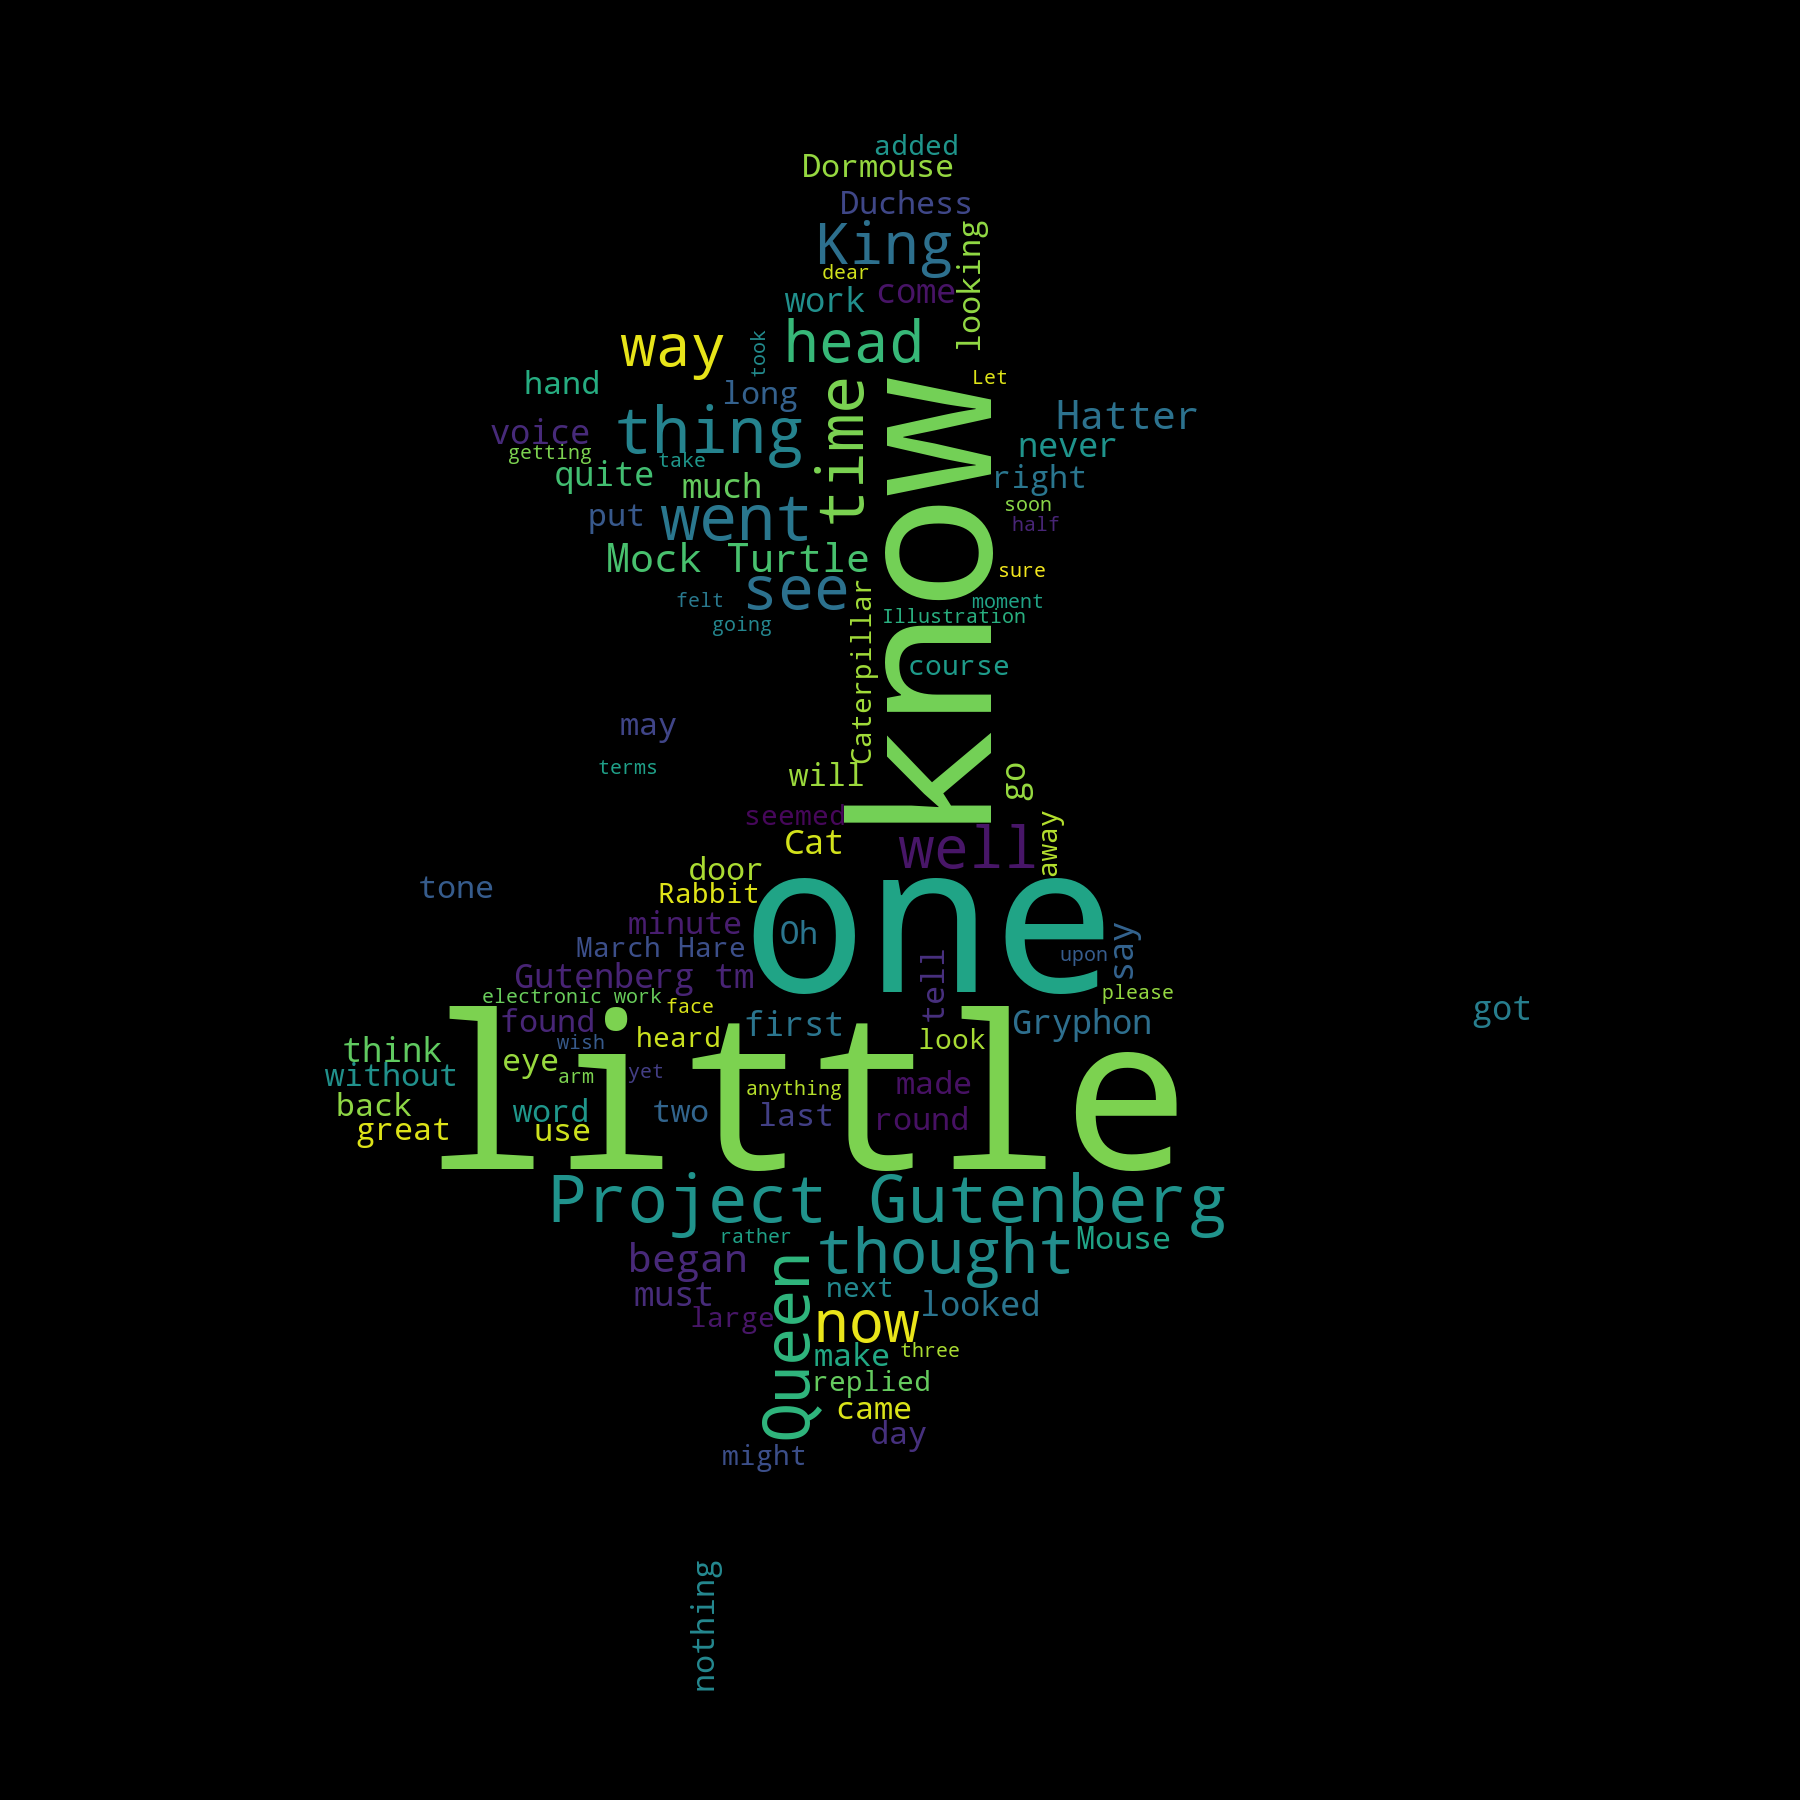 added
Dormouse
Duchess
King
looking
dear
work
come
way
took
head
Let
hand
long
time
know
Hatter
voice
thing
never
getting
take
quite
much
right
put
went
soon
half
Mock Turtle
see
sure
felt
Caterpillar
moment
Illustration
going
course
may
terms
will
go
seemed
Cat
well
away
door
tone
Rabbit
one
minute
Oh
March Hare
tell
upon
say
Gutenberg tm
electronic work
face
please
found
first
Gryphon
got
wish
heard
look
think
little
eye
arm
yet
without
anything
made
back
word
two
last
round
great
use
Project Gutenberg
rather
thought
Mouse
began
Queen
must
next
looked
large
now
make
three
replied
came
day
might
nothing